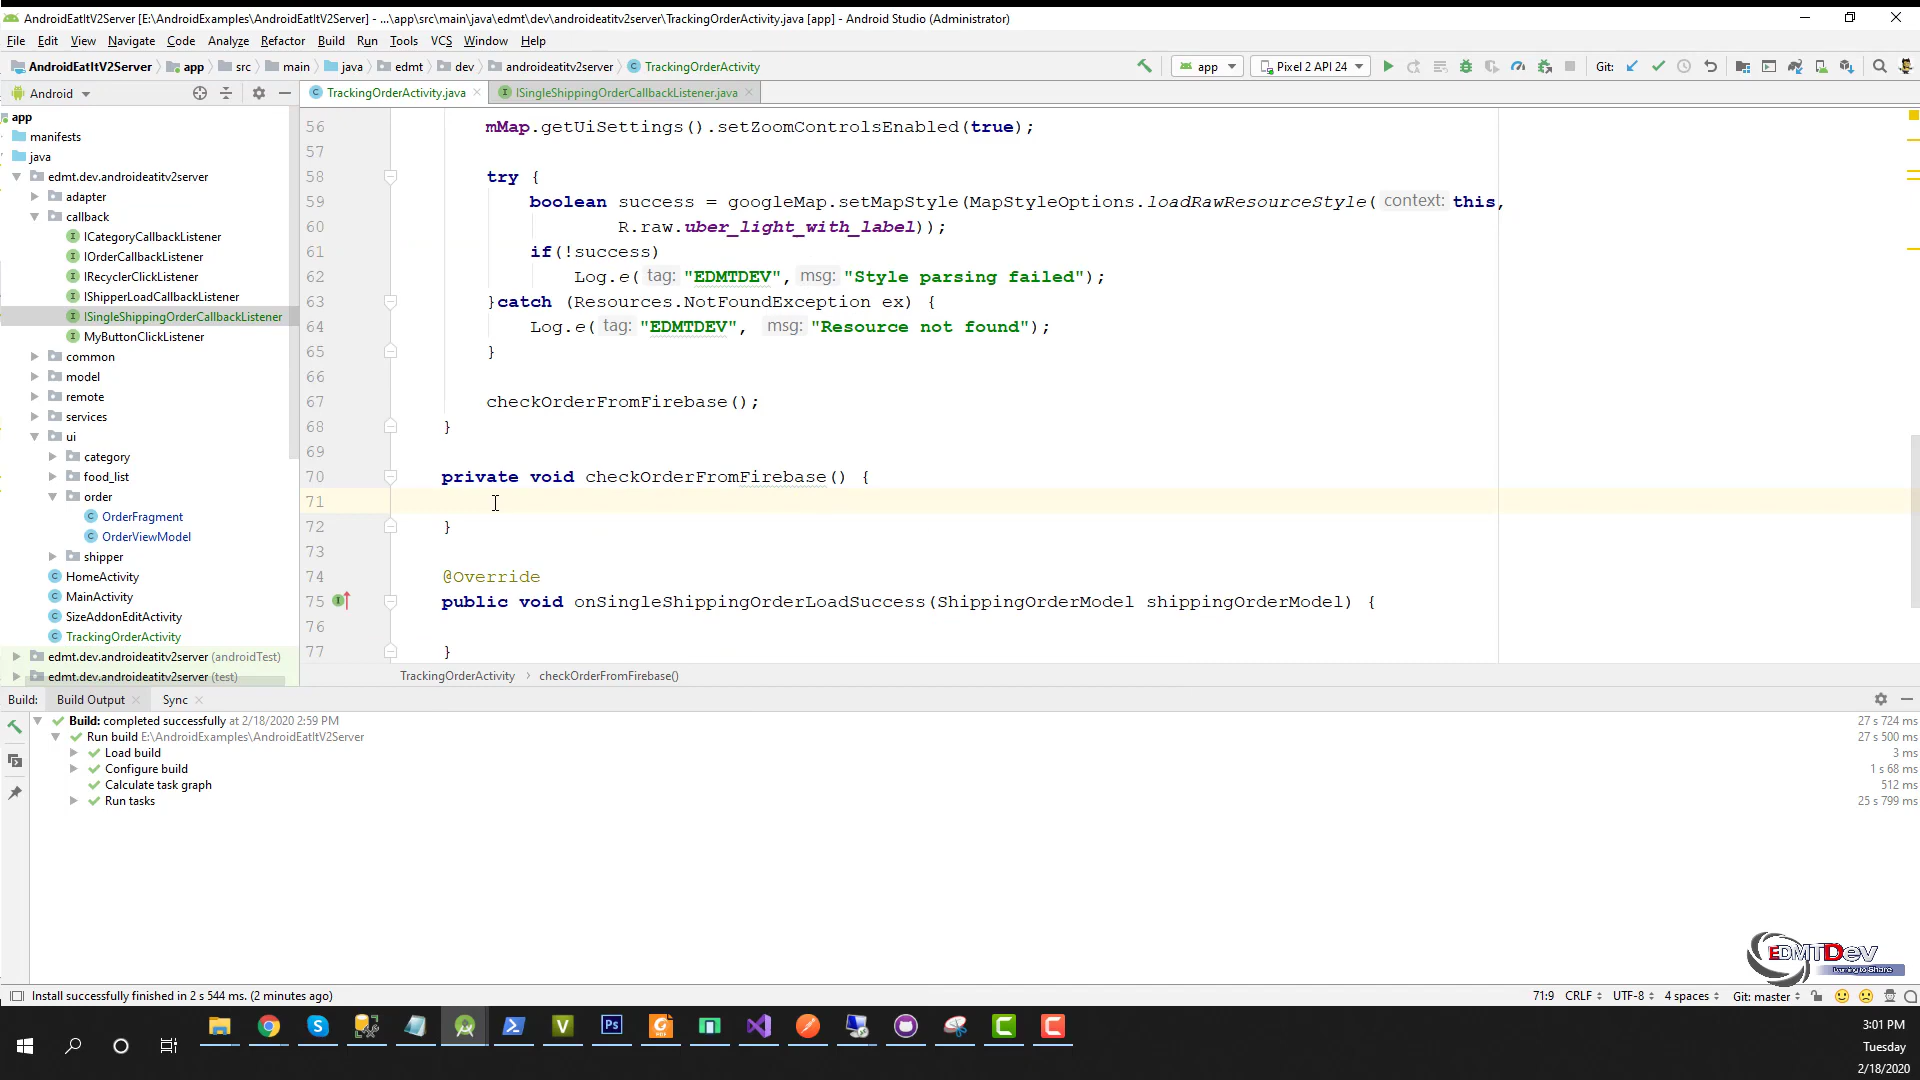 AndroidEatItV2Server [E:\AndroidExamples\AndroidEatItV2Server] - ...\app\src\main\java\edmt\dev\androideatitv2server\TrackingOrderActivity.java [app] - Android Studio (Administrator)
File Edit View Navigate Code Analyze Refactor Build Run Tools VCS Window Help
AndroidEatItV2Server app src main java edmt dev androideatitv2server TrackingOrderActivity app Pixel 2 API 24 Git:
Android TrackingOrderActivity.java ISingleShippingOrderCallbackListener.java
app
manifests
java
edmt.dev.androideatitv2server
adapter
callback
ICategoryCallbackListener
IOrderCallbackListener
IRecyclerClickListener
IShipperLoadCallbackListener
ISingleShippingOrderCallbackListener
MyButtonClickListener
common
model
remote
services
ui
category
food_list
order
OrderFragment
OrderViewModel
shipper
HomeActivity
MainActivity
SizeAddonEditActivity
TrackingOrderActivity
edmt.dev.androideatitv2server (androidTest)
edmt.dev.androideatitv2server (test)
56 mMap.getUiSettings().setZoomControlsEnabled(true);
57
58 try {
59 boolean success = googleMap.setMapStyle(MapStyleOptions.loadRawResourceStyle( context: this,
60 R.raw.uber_light_with_label));
61 if(!success)
62 Log.e( tag: "EDMTDEV", msg: "Style parsing failed");
63 }catch (Resources.NotFoundException ex) {
64 Log.e( tag: "EDMTDEV", msg: "Resource not found");
65 }
66
67 checkOrderFromFirebase();
68 }
69
70 private void checkOrderFromFirebase() {
71
72 }
73
74 @Override
75 public void onSingleShippingOrderLoadSuccess(ShippingOrderModel shippingOrderModel) {
76
77 }
TrackingOrderActivity checkOrderFromFirebase()
Build: Build Output Sync
Build: completed successfully at 2/18/2020 2:59 PM 27 s 724 ms
Run build E:\AndroidExamples\AndroidEatItV2Server 27 s 500 ms
Load build 3 ms
Configure build 1 s 68 ms
Calculate task graph 512 ms
Run tasks 25 s 799 ms
EDMTDev
Learning to Share
Install successfully finished in 2 s 544 ms. (2 minutes ago) 71:9 CRLF UTF-8 4 spaces Git: master
3:01 PM
Tuesday
2/18/2020